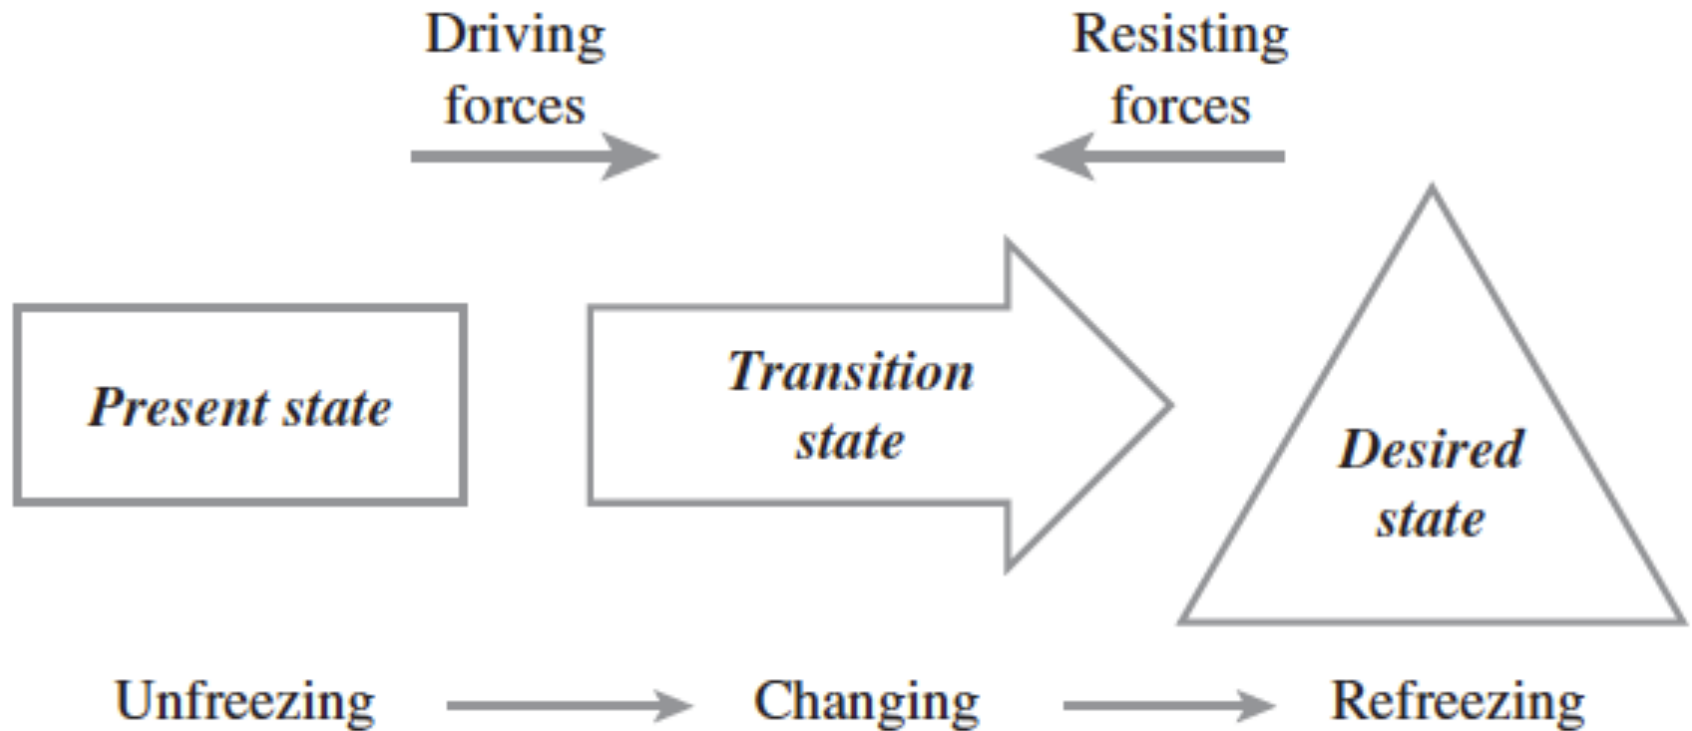 Driving
forces
Resisting
forces
Present state
Transition
state
Desired
state
Unfreezing
Changing
Refreezing